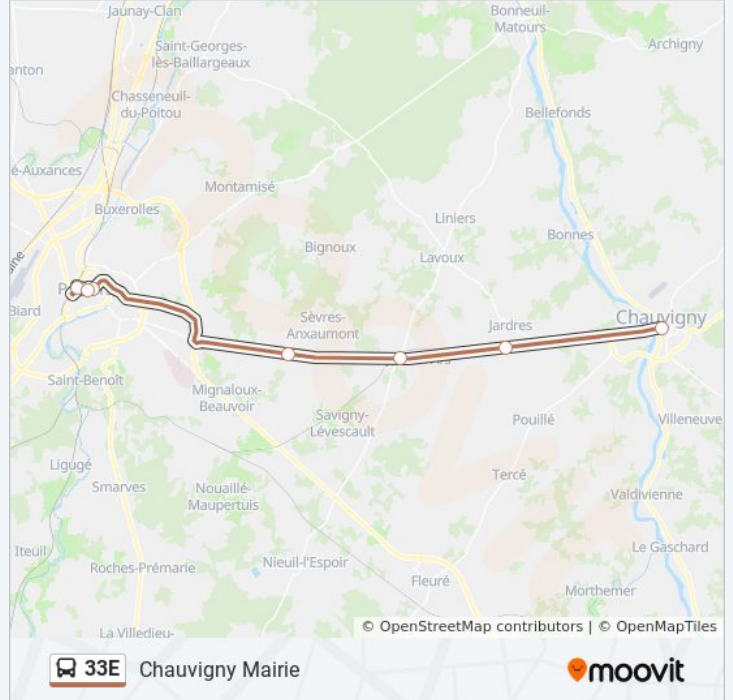 Jaunay-Clan
Bonneuil-
Matours
Saint-Georges-
lès-Baillargeaux
Archigny
anton
Chasseneuil-
du-Poitou
Bellefonds
é-Auxances
Montamisé
Buxerolles
Liniers
Bignoux
Bonnes
Lavoux
ine
Biard
Sèvres-
Anxaumont
Jardres
Chauvigny
Saint-Benoît
Mignaloux-
Beauvoir
Savigny-
Lévescault
Pouillé
Villeneuve
Ligugé
Smarves
Tercé
Nouaillé-
Maupertuis
Valdivienne
Iteuil
Roches-Prémarie
Nieuil-l'Espoir
Le Gaschard
Fleuré
Morthemer
La Villedieu-
© OpenStreetMap contributors | © OpenMapTiles
33E Chauvigny Mairie
moovit